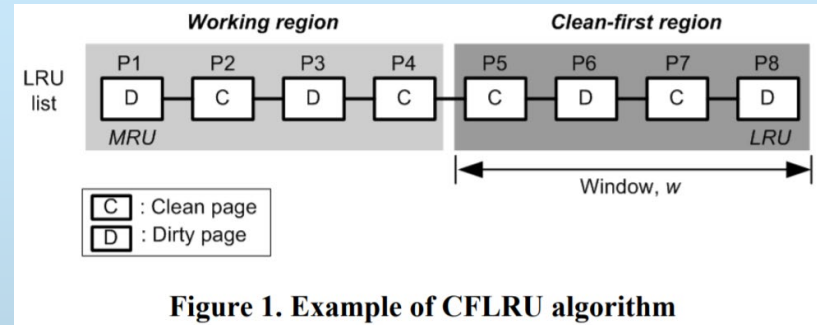 Working region Clean-first region
P1 P2 P3 P4 P5 P6 P7 P8
LRU list
D C D C C D C D
MRU LRU
Window, w
C : Clean page
D : Dirty page
Figure 1. Example of CFLRU algorithm